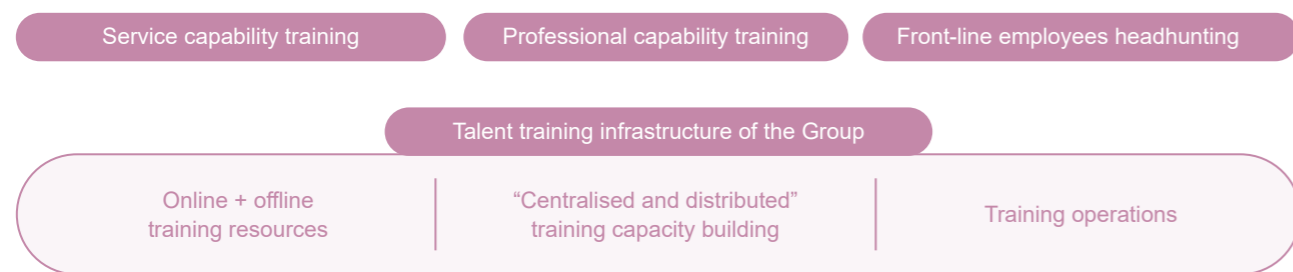 Service capability training
Professional capability training
Front-line employees headhunting
Talent training infrastructure of the Group
Online + offline
training resources
“Centralised and distributed”
training capacity building
Training operations